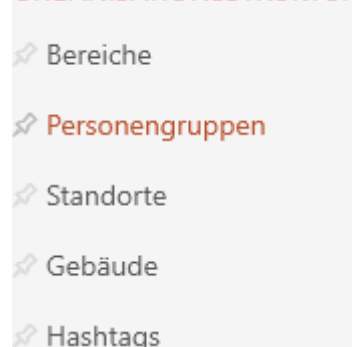 Bereiche
Personengruppen
Standorte
Gebäude
Hashtags